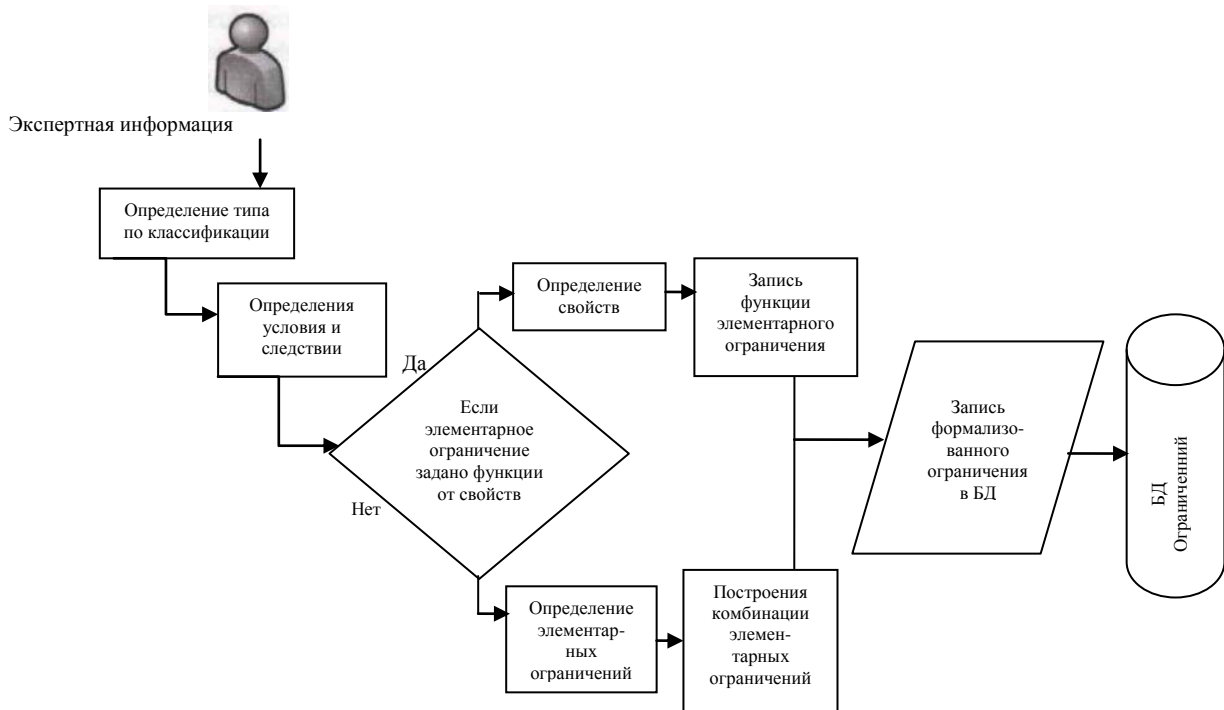 Экспертная информация
Определение типа
по классификации
Определения
условия и
следствии
Да
Если
элементарное
ограничение
задано функции
от свойств
Нет
Определение
свойств
Запись
функции
элементарного
ограничения
Определение
элементар-
ных
ограничений
Построения
комбинации
элемен-
тарных
ограничений
Запись
формализо-
ванного
ограничения
в БД
БД
Ограниченний